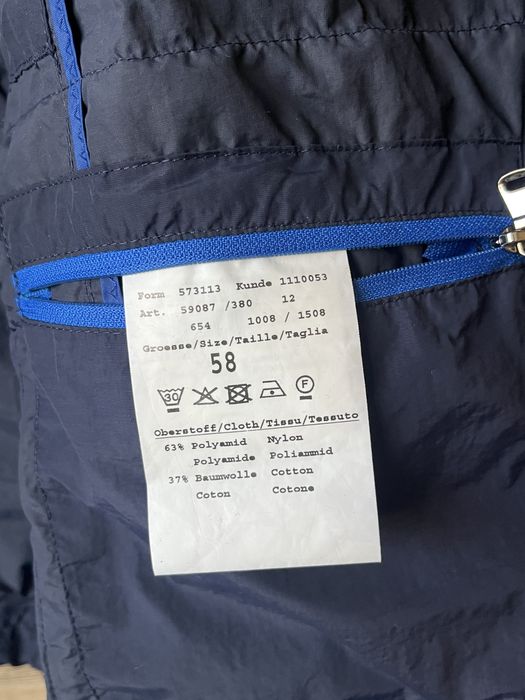 Form 573113 Kunde 1110053
Art. 59087 /380 12
654 1008 / 1508
Groesse/Size/Taille/Taglia
58
30 F
Oberstoff/Cloth/Tissu/Tessuto
63% Polyamid Nylon
Polyamide Poliammid
37% Baumwolle Cotton
Coton Cotone